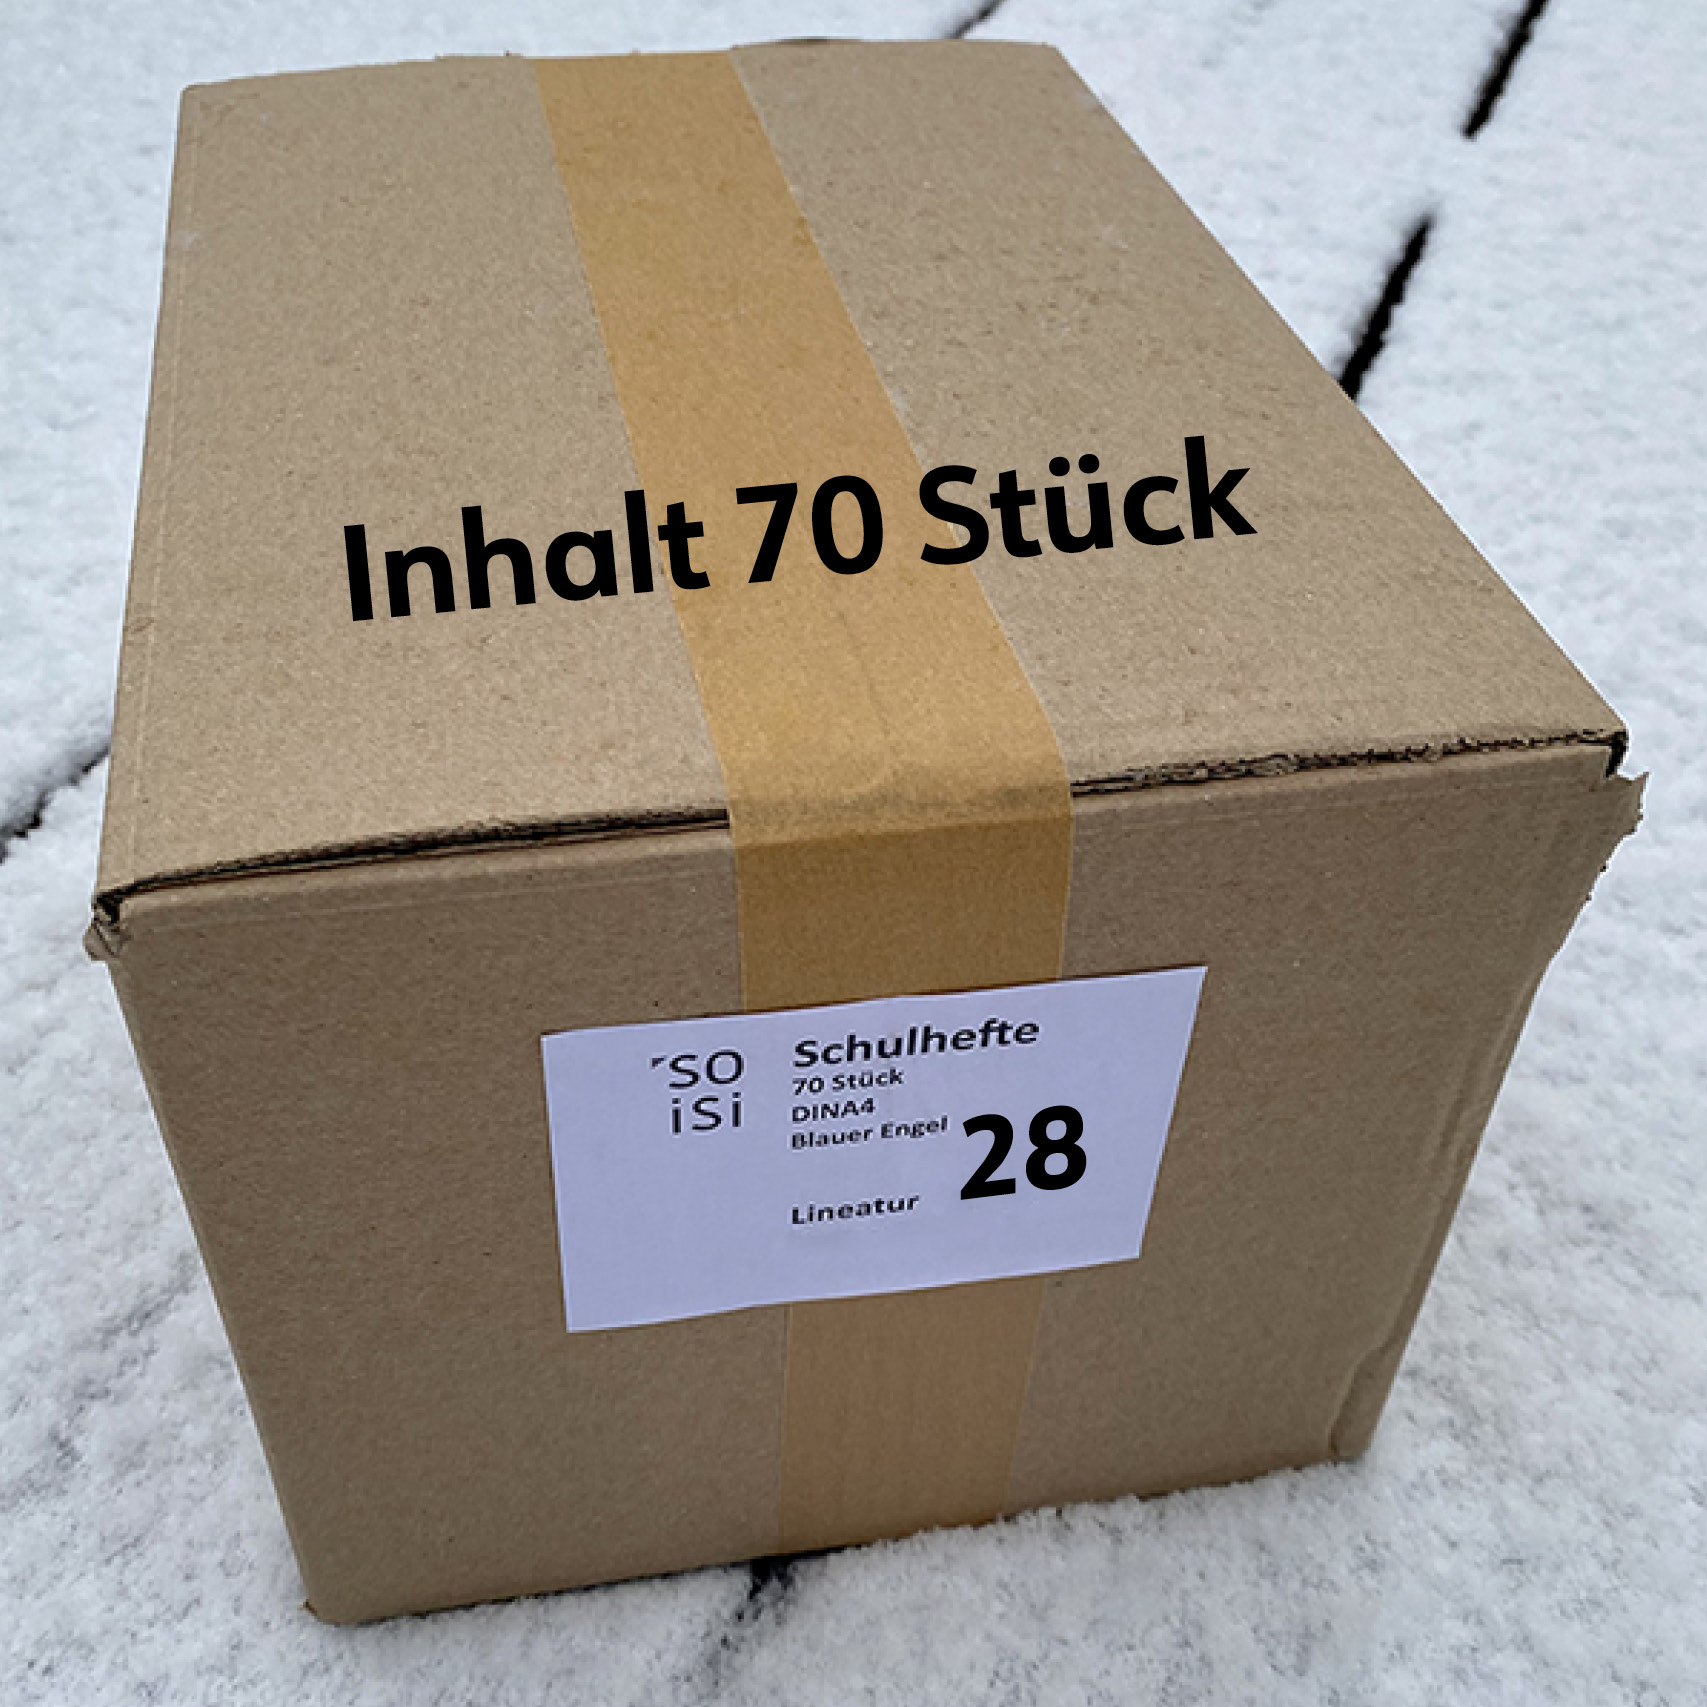 Inhalt 70 Stück
SO
iSi
Schulhefte
70 Stück
DINA4
Blauer Engel
Lineatur 28